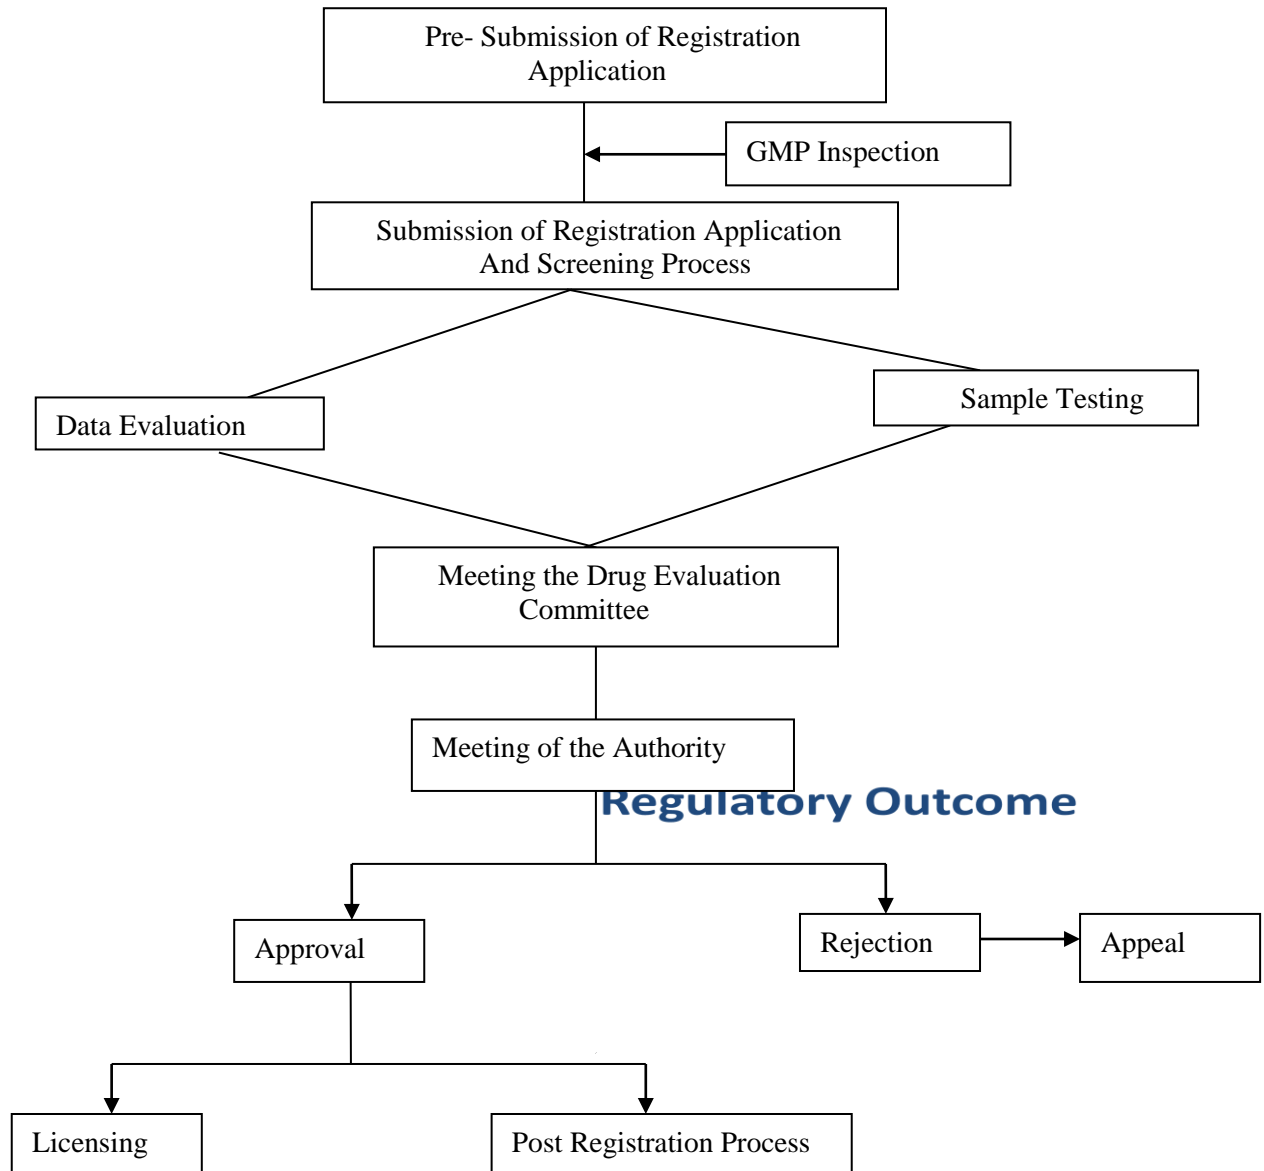 Pre- Submission of Registration
Application
GMP Inspection
Submission of Registration Application
And Screening Process
Data Evaluation
Sample Testing
Meeting the Drug Evaluation
Committee
Meeting of the Authority
Regulatory Outcome
Approval
Rejection
Appeal
Licensing
Post Registration Process